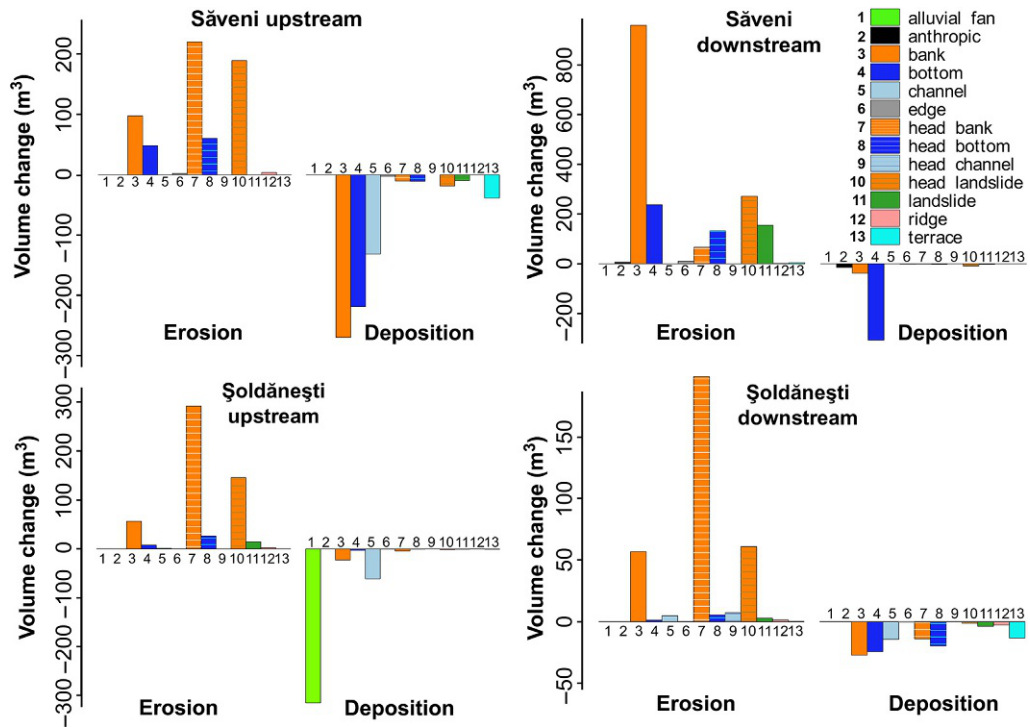 Săveni upstream
Volume change (m³)
200
100
0
−100
−200
−300
1 2 3 4 5 6 7 8 9 10 11 12 13
1 2 3 4 5 6 7 8 9 10 11 12 13
Erosion
Deposition
Săveni
downstream
Volume change (m³)
800
600
400
200
0
−200
1 2 3 4 5 6 7 8 9 10 11 12 13
1 2 3 4 5 6 7 8 9 10 11 12 13
Erosion
Deposition
1 alluvial fan
2 anthropic
3 bank
4 bottom
5 channel
6 edge
7 head bank
8 head bottom
9 head channel
10 head landslide
11 landslide
12 ridge
13 terrace
Şoldăneşti
upstream
Volume change (m³)
300
200
100
0
−100
−200
−300
1 2 3 4 5 6 7 8 9 10 11 12 13
1 2 3 4 5 6 7 8 9 10 11 12 13
Erosion
Deposition
Şoldăneşti
downstream
Volume change (m³)
150
100
50
0
−50
1 2 3 4 5 6 7 8 9 10 11 12 13
1 2 3 4 5 6 7 8 9 10 11 12 13
Erosion
Deposition